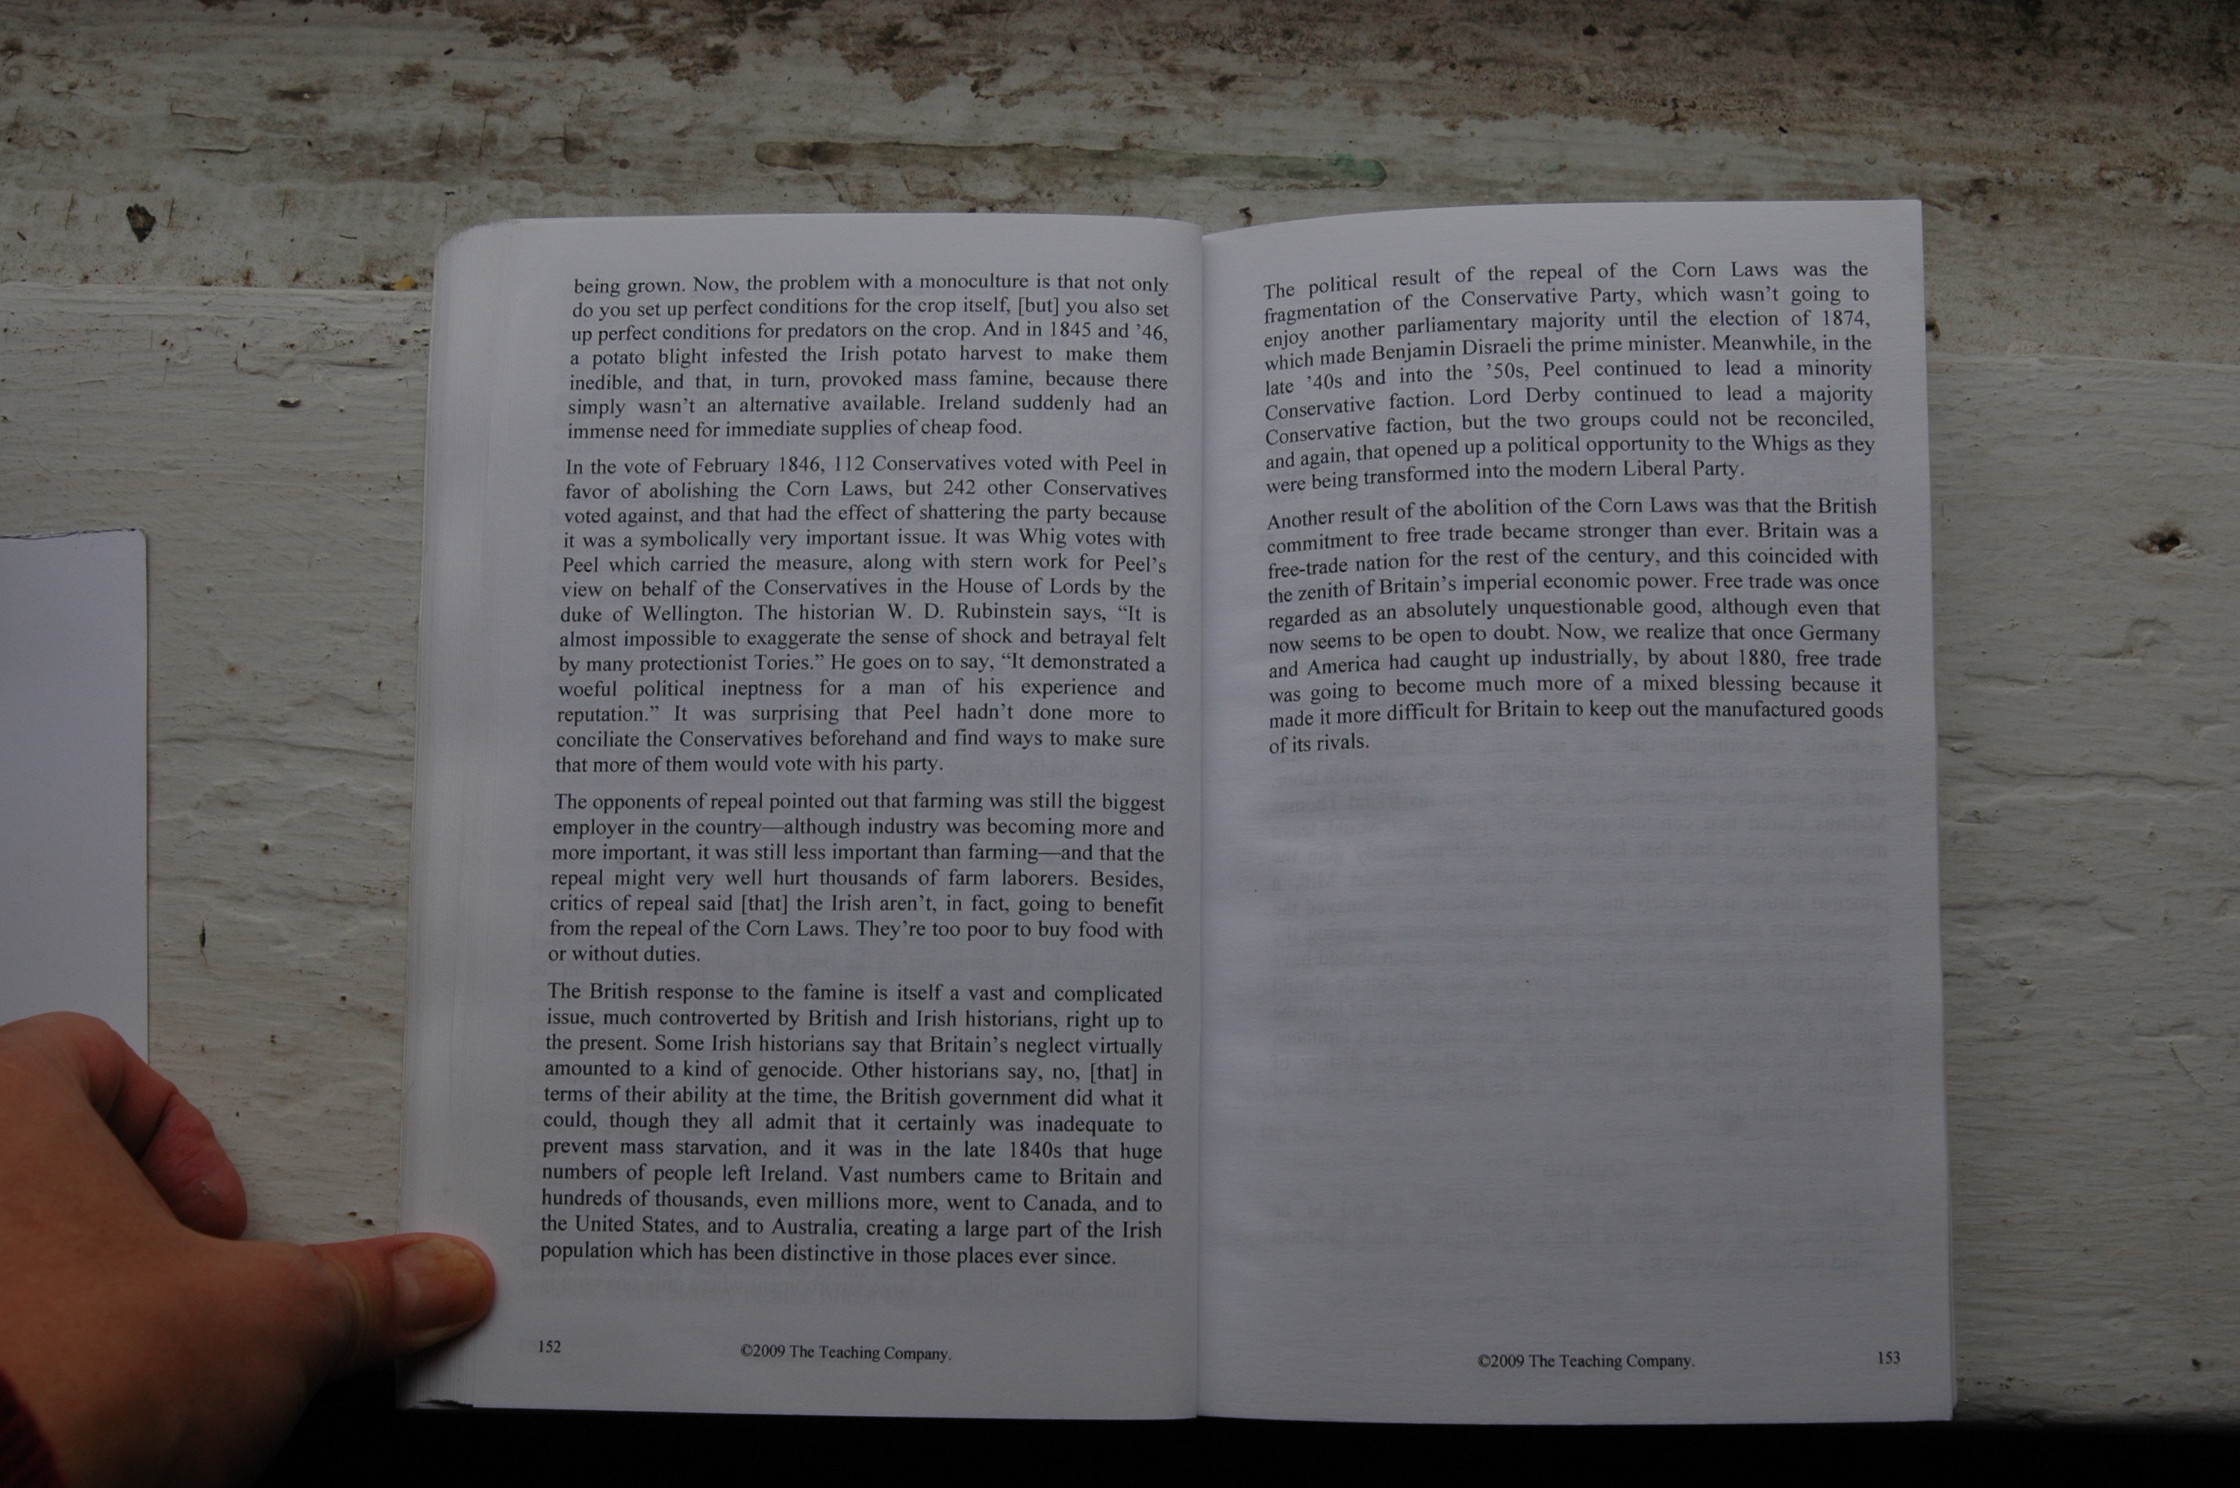 being grown. Now, the problem with a monoculture is that not only
do you set up perfect conditions for the crop itself, [but] you also set
up perfect conditions for predators on the crop. And in 1845 and ’46,
a potato blight infested the Irish potato harvest to make them
inedible, and that, in turn, provoked mass famine, because there
simply wasn’t an alternative available. Ireland suddenly had an
immense need for immediate supplies of cheap food.
In the vote of February 1846, 112 Conservatives voted with Peel in
favor of abolishing the Corn Laws, but 242 other Conservatives
voted against, and that had the effect of shattering the party because
it was a symbolically very important issue. It was Whig votes with
Peel which carried the measure, along with stern work for Peel’s
view on behalf of the Conservatives in the House of Lords by the
duke of Wellington. The historian W. D. Rubinstein says, “It is
almost impossible to exaggerate the sense of shock and betrayal felt
by many protectionist Tories.” He goes on to say, “It demonstrated a
woeful political ineptness for a man of his experience and
reputation.” It was surprising that Peel hadn’t done more to
conciliate the Conservatives beforehand and find ways to make sure
that more of them would vote with his party.
The opponents of repeal pointed out that farming was still the biggest
employer in the country—although industry was becoming more and
more important, it was still less important than farming—and that the
repeal might very well hurt thousands of farm laborers. Besides,
critics of repeal said [that] the Irish aren’t, in fact, going to benefit
from the repeal of the Corn Laws. They’re too poor to buy food with
or without duties.
The British response to the famine is itself a vast and complicated
issue, much controverted by British and Irish historians, right up to
the present. Some Irish historians say that Britain’s neglect virtually
amounted to a kind of genocide. Other historians say, no, [that] in
terms of their ability at the time, the British government did what it
could, though they all admit that it certainly was inadequate to
prevent mass starvation, and it was in the late 1840s that huge
numbers of people left Ireland. Vast numbers came to Britain and
hundreds of thousands, even millions more, went to Canada, and to
the United States, and to Australia, creating a large part of the Irish
population which has been distinctive in those places ever since.
152 ©2009 The Teaching Company.
The political result of the repeal of the Corn Laws was the
fragmentation of the Conservative Party, which wasn’t going to
enjoy another parliamentary majority until the election of 1874,
which made Benjamin Disraeli the prime minister. Meanwhile, in the
late ’40s and into the ’50s, Peel continued to lead a minority
Conservative faction. Lord Derby continued to lead a majority
Conservative faction, but the two groups could not be reconciled,
and again, that opened up a political opportunity to the Whigs as they
were being transformed into the modern Liberal Party.
Another result of the abolition of the Corn Laws was that the British
commitment to free trade became stronger than ever. Britain was a
free-trade nation for the rest of the century, and this coincided with
the zenith of Britain’s imperial economic power. Free trade was once
regarded as an absolutely unquestionable good, although even that
now seems to be open to doubt. Now, we realize that once Germany
and America had caught up industrially, by about 1880, free trade
was going to become much more of a mixed blessing because it
made it more difficult for Britain to keep out the manufactured goods
of its rivals.
©2009 The Teaching Company. 153